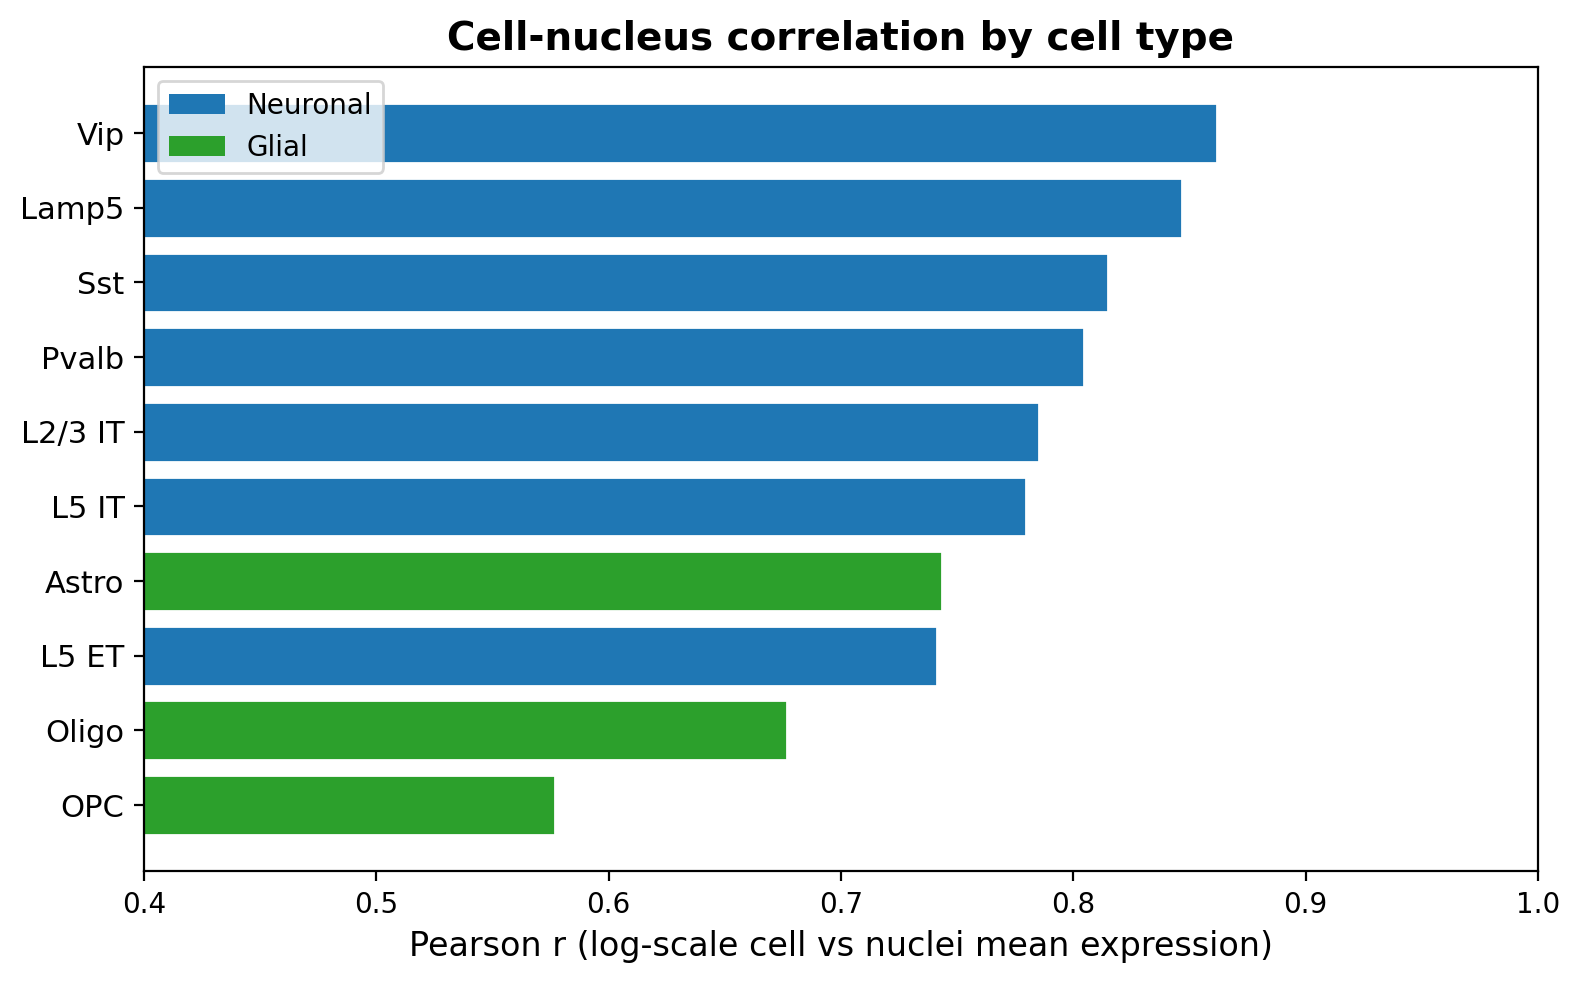 Cell-nucleus correlation by cell type
Neuronal
Glial
Vip
Lamp5
Sst
Pvalb
L2/3 IT
L5 IT
Astro
L5 ET
Oligo
OPC
0.4 0.5 0.6 0.7 0.8 0.9 1.0
Pearson r (log-scale cell vs nuclei mean expression)